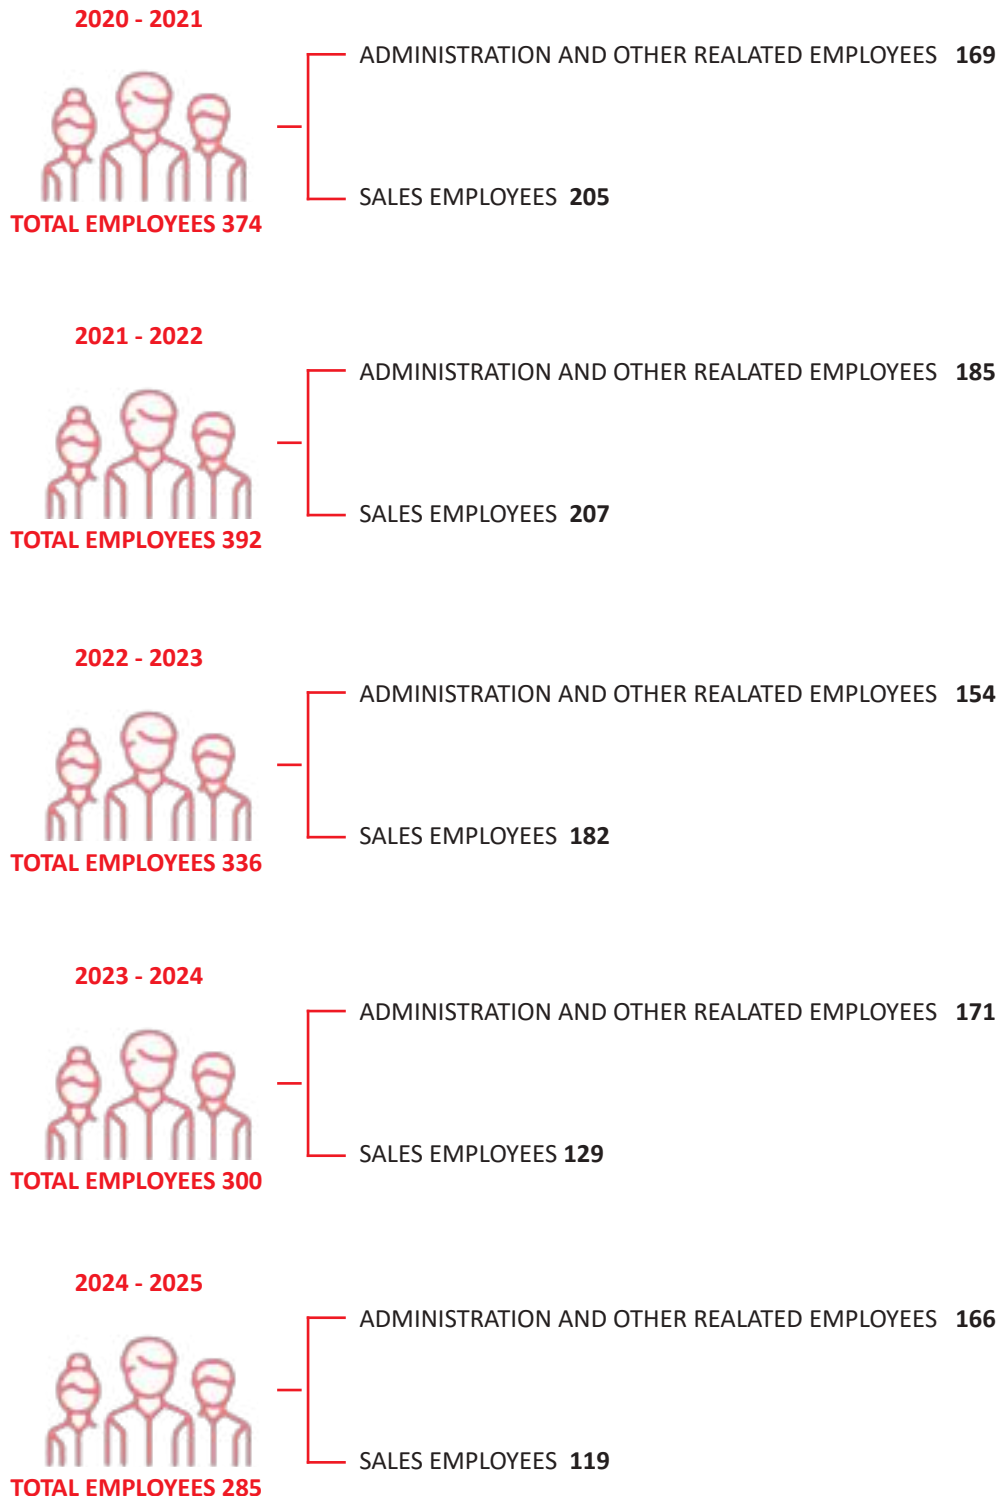 2020 - 2021
ADMINISTRATION AND OTHER REALATED EMPLOYEES 169
SALES EMPLOYEES 205
TOTAL EMPLOYEES 374
2021 - 2022
ADMINISTRATION AND OTHER REALATED EMPLOYEES 185
SALES EMPLOYEES 207
TOTAL EMPLOYEES 392
2022 - 2023
ADMINISTRATION AND OTHER REALATED EMPLOYEES 154
SALES EMPLOYEES 182
TOTAL EMPLOYEES 336
2023 - 2024
ADMINISTRATION AND OTHER REALATED EMPLOYEES 171
SALES EMPLOYEES 129
TOTAL EMPLOYEES 300
2024 - 2025
ADMINISTRATION AND OTHER REALATED EMPLOYEES 166
SALES EMPLOYEES 119
TOTAL EMPLOYEES 285